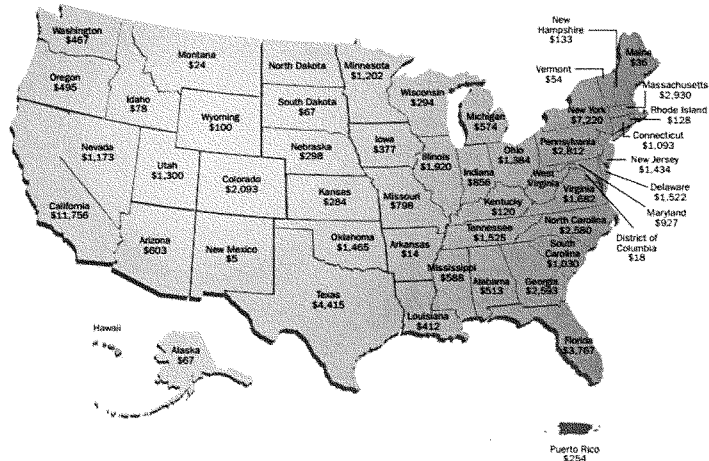 Washington
$467
Oregon
$495
Idaho
$78
Montana
$24
Wyoming
$100
Nevada
$1,173
Utah
$1,300
Colorado
$2,093
California
$11,756
Arizona
$603
New Mexico
$5
North Dakota
South Dakota
$67
Nebraska
$298
Kansas
$284
Oklahoma
$1,465
Texas
$4,415
Minnesota
$1,202
Iowa
$377
Missouri
$798
Arkansas
$14
Louisiana
$412
Wisconsin
$294
Illinois
$1,920
Michigan
$574
Indiana
$856
Ohio
$1,384
Kentucky
$120
Tennessee
$1,525
Mississippi
$588
Alabama
$513
Georgia
$2,593
Florida
$3,767
South
Carolina
$1,030
North Carolina
$2,580
Virginia
$1,682
West
Virginia
Pennsylvania
$2,812
New York
$7,220
New
Hampshire
$133
Vermont
$54
Maine
$36
Massachusetts
$2,930
Rhode Island
$128
Connecticut
$1,093
New Jersey
$1,434
Delaware
$1,522
Maryland
$927
District of
Columbia
$18
Hawaii
Alaska
$67
Puerto Rico
$254